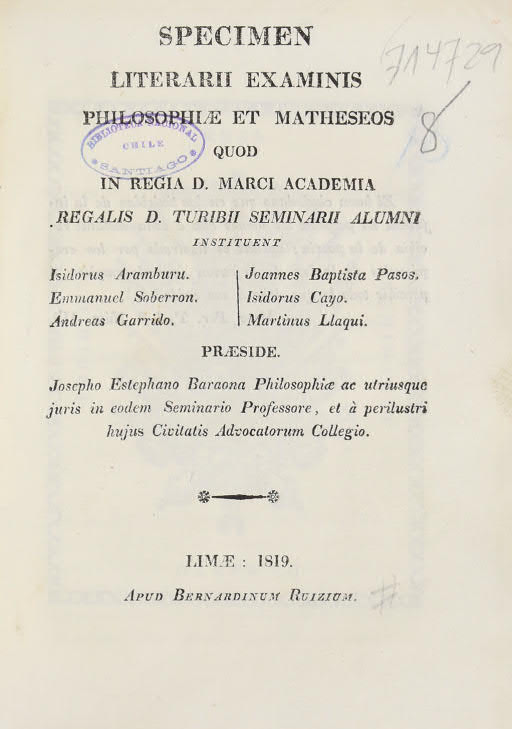 SPECIMEN
LITERARII EXAMINIS
PHILOSOPHIÆ ET MATHESEOS
QUOD
IN REGIA D. MARCI ACADEMIA
REGALIS D. TURIBII SEMINARII ALUMNI
INSTITUENT
Isidorus Aramburu.
Emmanuel Soberron.
Andreas Garrido.
Joannes Baptista Pasos.
Isidorus Cayo.
Martinus Llaqui.
PRÆSIDE.
Josepho Estephano Baraona Philosophiæ ac utriusque
juris in eodem Seminario Professore, et à perilustri
hujus Civitatis Advocatorum Collegio.
LIMÆ: 1819.
APUD BERNARDINUM RUIZIUM.
714729
8
#
BIBLIOTECA NACIONAL
CHILE
SANTIAGO